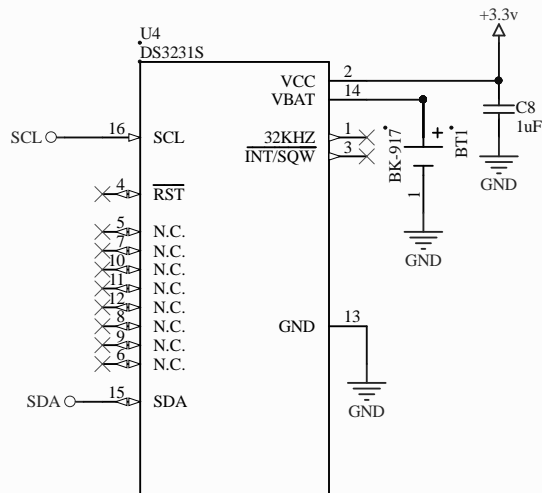 U4
DS3231S
+3.3v
VCC 2
VBAT 14
C8
1uF
SCL 16 SCL
32KHZ 1
INT/SQW 3
BK-917
+
BT1
1
GND
GND
4 RST
5 N.C.
7 N.C.
10 N.C.
11 N.C.
12 N.C.
8 N.C.
9 N.C.
6 N.C.
GND 13
GND
SDA 15 SDA